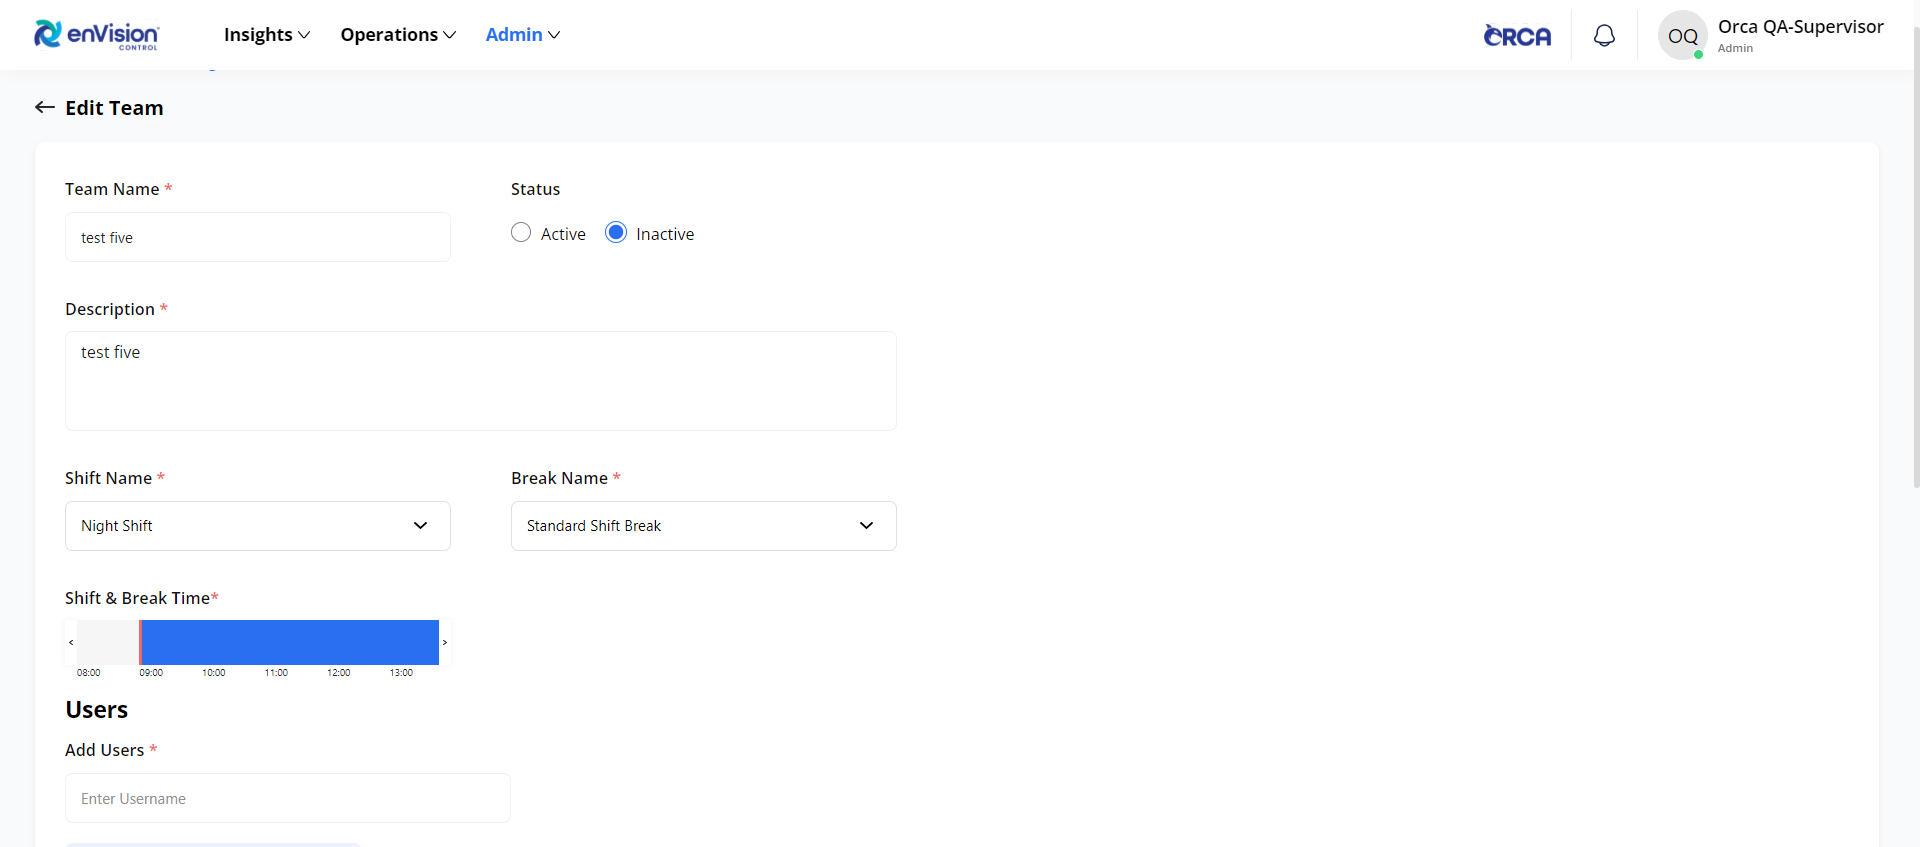 enVision
CONTROL
Insights
Operations
Admin
ORCA
OQ
Orca QA-Supervisor
Admin
Edit Team
Team Name *
Status
test five
Active
Inactive
Description *
test five
Shift Name *
Break Name *
Night Shift
Standard Shift Break
Shift & Break Time*
< >
08:00 09:00 10:00 11:00 12:00 13:00
Users
Add Users *
Enter Username